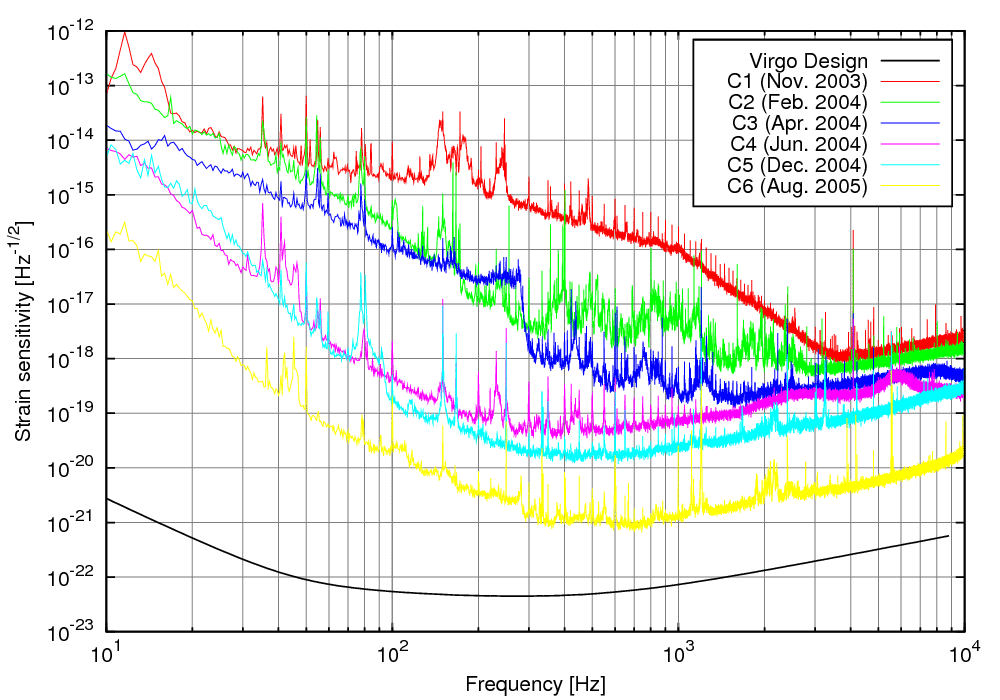 10^-12
10^-13
10^-14
10^-15
10^-16
10^-17
10^-18
10^-19
10^-20
10^-21
10^-22
10^-23
Strain sensitivity [Hz^-1/2]
Virgo Design
C1 (Nov. 2003)
C2 (Feb. 2004)
C3 (Apr. 2004)
C4 (Jun. 2004)
C5 (Dec. 2004)
C6 (Aug. 2005)
10^1 10^2 10^3 10^4
Frequency [Hz]